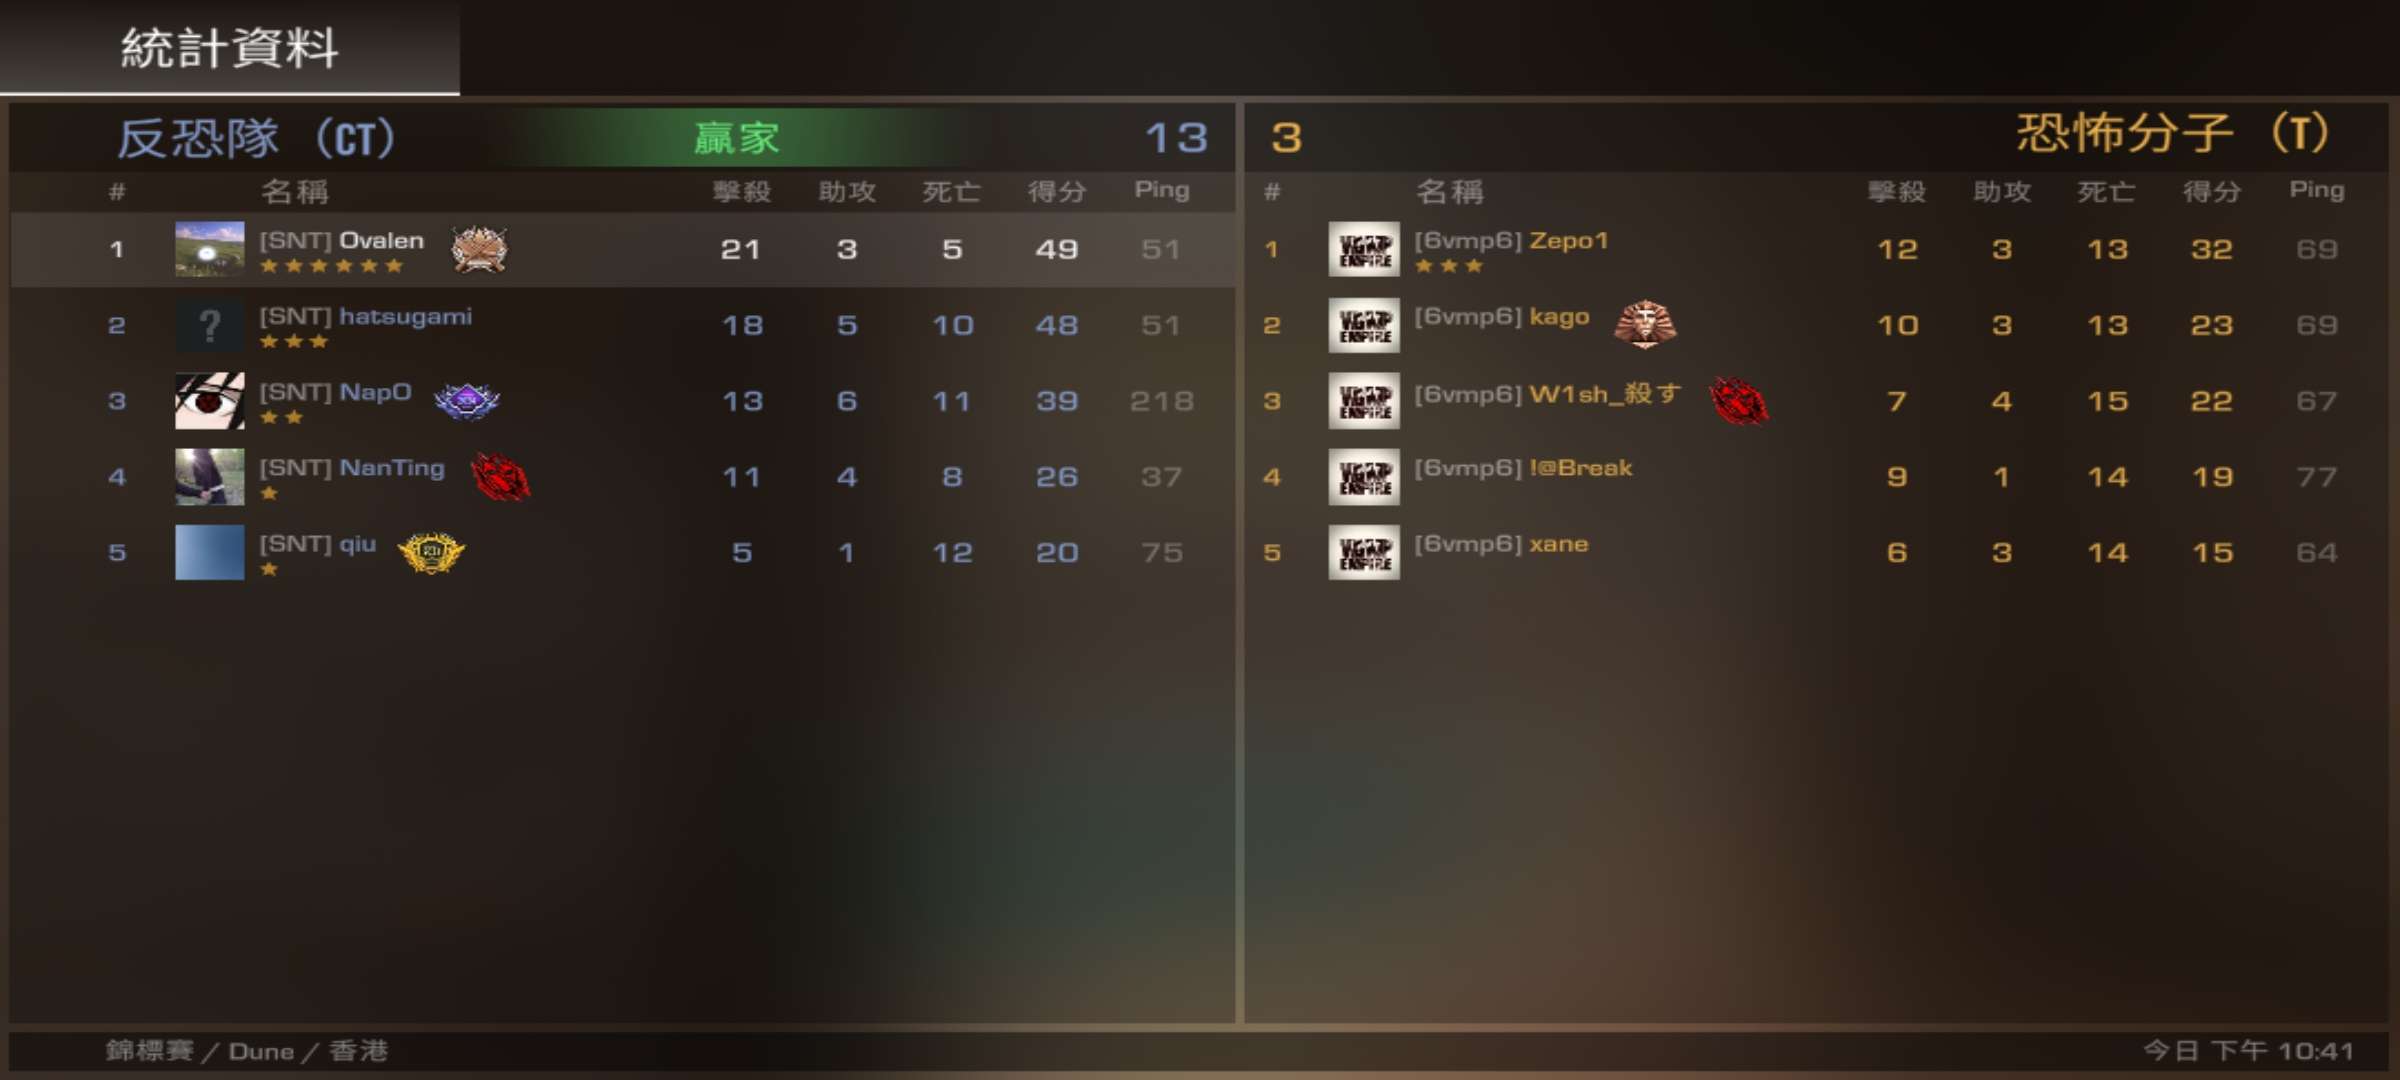 統計資料
反恐隊（CT） 贏家 13
# 名稱 擊殺 助攻 死亡 得分 Ping
1 [SNT] Ovalen 21 3 5 49 51
2 ? [SNT] hatsugami 18 5 10 48 51
3 [SNT] NapO 13 6 11 39 218
4 [SNT] NanTing 11 4 8 26 37
5 [SNT] qiu 5 1 12 20 75
3 恐怖分子（T）
# 名稱 擊殺 助攻 死亡 得分 Ping
1 [6vmp6] Zepo1 12 3 13 32 69
2 [6vmp6] kago 10 3 13 23 69
3 [6vmp6] W1sh_殺す 7 4 15 22 67
4 [6vmp6] !@Break 9 1 14 19 77
5 [6vmp6] xane 6 3 14 15 64
錦標賽 / Dune / 香港
今日 下午 10:41